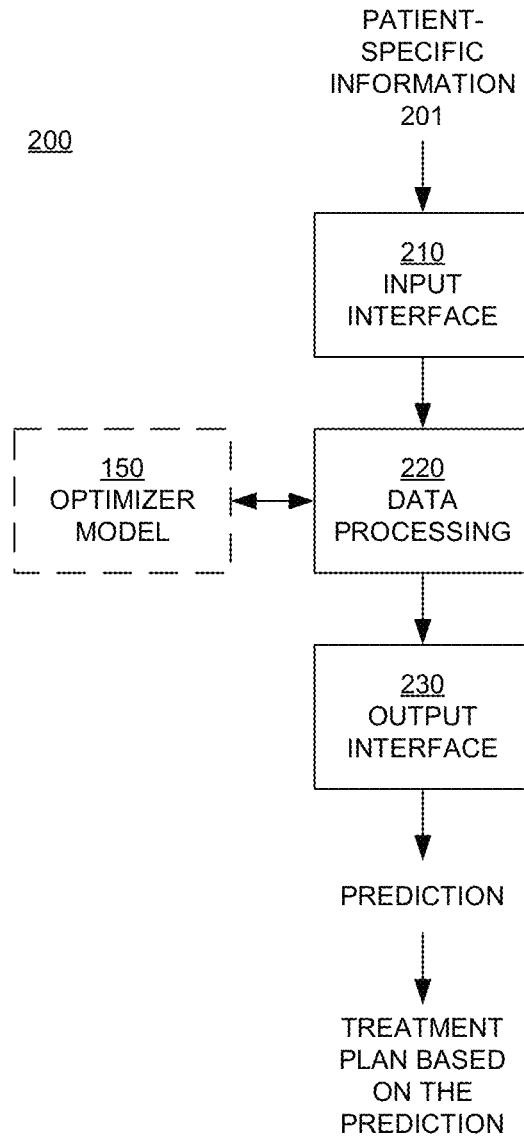 PATIENT-
SPECIFIC
INFORMATION
201
200
210
INPUT
INTERFACE
150
OPTIMIZER
MODEL
220
DATA
PROCESSING
230
OUTPUT
INTERFACE
PREDICTION
TREATMENT
PLAN BASED
ON THE
PREDICTION